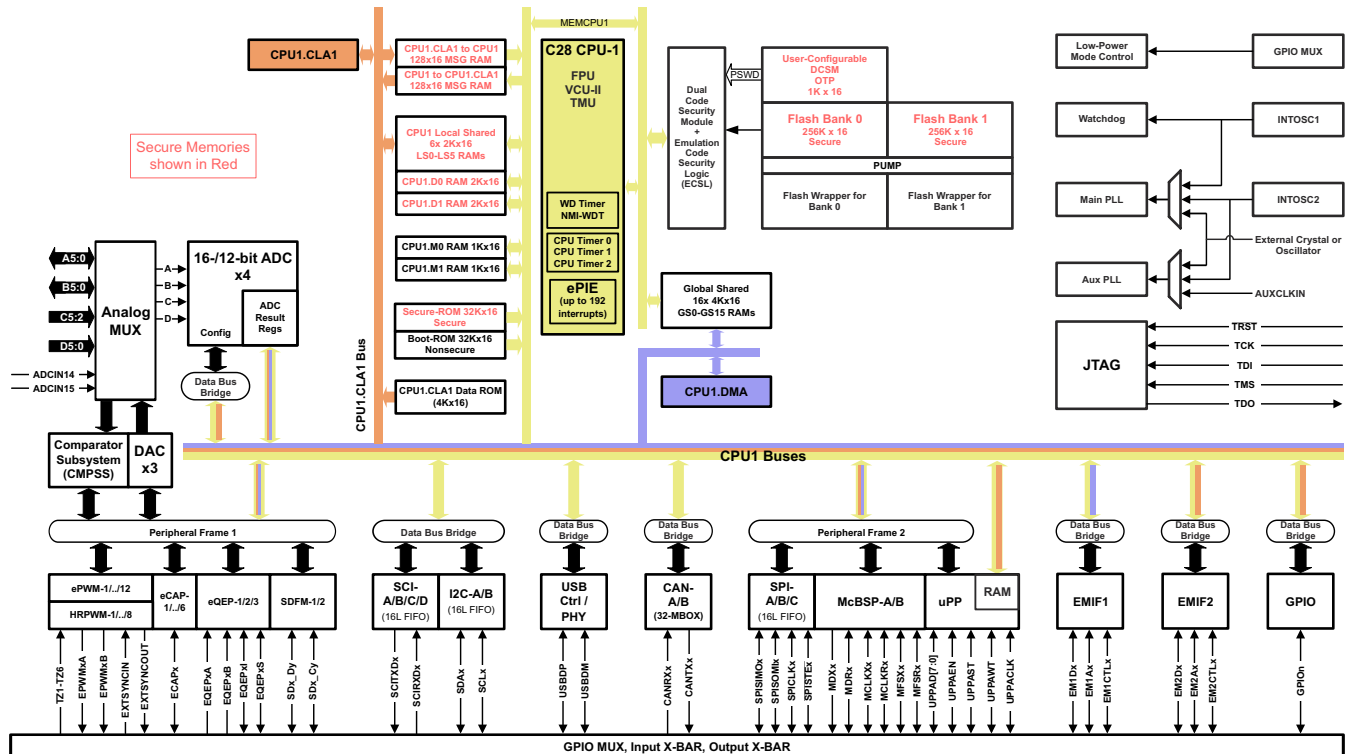 MEMCPU1
CPU1.CLA1
CPU1.CLA1 to CPU1
128x16 MSG RAM
CPU1 to CPU1.CLA1
128x16 MSG RAM
C28 CPU-1
FPU
VCU-II
TMU
Dual
Code
Security
Module
+
Emulation
Code
Security
Logic
(ECSL)
PSWD
User-Configurable
DCSM
OTP
1K x 16
Flash Bank 0
256K x 16
Secure
Flash Bank 1
256K x 16
Secure
PUMP
Flash Wrapper for
Bank 0
Flash Wrapper for
Bank 1
Low-Power
Mode Control
GPIO MUX
Watchdog
INTOSC1
Main PLL
INTOSC2
External Crystal or
Oscillator
Aux PLL
AUXCLKIN
Secure Memories
shown in Red
CPU1 Local Shared
6x 2Kx16
LS0-LS5 RAMs
CPU1.D0 RAM 2Kx16
CPU1.D1 RAM 2Kx16
WD Timer
NMI-WDT
CPU Timer 0
CPU Timer 1
CPU Timer 2
CPU1.M0 RAM 1Kx16
CPU1.M1 RAM 1Kx16
ePIE
(up to 192
interrupts)
Global Shared
16x 4Kx16
GS0-GS15 RAMs
Secure-ROM 32Kx16
Secure
Boot-ROM 32Kx16
Nonsecure
CPU1.CLA1 Data ROM
(4Kx16)
CPU1.CLA1 Bus
CPU1.DMA
JTAG
TRST
TCK
TDI
TMS
TDO
A5:0
B5:0
C5:2
D5:0
ADCIN14
ADCIN15
Analog
MUX
A
B
C
D
16-/12-bit ADC
x4
Config
ADC
Result
Regs
Data Bus
Bridge
Comparator
Subsystem
(CMPSS)
DAC
x3
CPU1 Buses
Peripheral Frame 1
Data Bus Bridge
Data Bus
Bridge
Data Bus
Bridge
Peripheral Frame 2
Data Bus
Bridge
Data Bus
Bridge
Data Bus
Bridge
ePWM-1/../12
HRPWM-1/../8
eCAP-
1/../6
eQEP-1/2/3
SDFM-1/2
SCI-
A/B/C/D
(16L FIFO)
I2C-A/B
(16L FIFO)
USB
Ctrl /
PHY
CAN-
A/B
(32-MBOX)
SPI-
A/B/C
(16L FIFO)
McBSP-A/B
uPP
RAM
EMIF1
EMIF2
GPIO
TZ1-TZ6
EPWMxA
EPWMxB
EXTSYNCIN
EXTSYNCOUT
ECAPx
EQEPxA
EQEPxB
EQEPxI
EQEPxS
SDx_Dy
SDx_Cy
SCITXDx
SCIRXDx
SDAx
SCLx
USBDP
USBDM
CANRXx
CANTXx
SPISIMOx
SPISOMIx
SPICLKx
SPISTEx
MDXx
MDRx
MCLKXx
MCLKRx
MFSXx
MFSRx
UPPAD[7:0]
UPPAEN
UPPAST
UPPAWT
UPPACLK
EM1Dx
EM1Ax
EM1CTLx
EM2Dx
EM2Ax
EM2CTLx
GPIOn
GPIO MUX, Input X-BAR, Output X-BAR